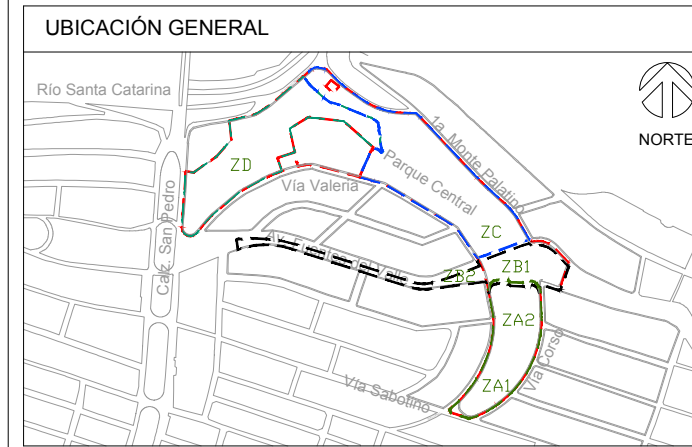 UBICACIÓN GENERAL
Río Santa Catarina
NORTE
1a. Monte Palatino
ZD
Parque Central
Vía Valeria
Calz. San Pedro
ZC
Av.
ZB2
ZB1
ZA2
Vía Corso
ZA1
Vía Sabotino